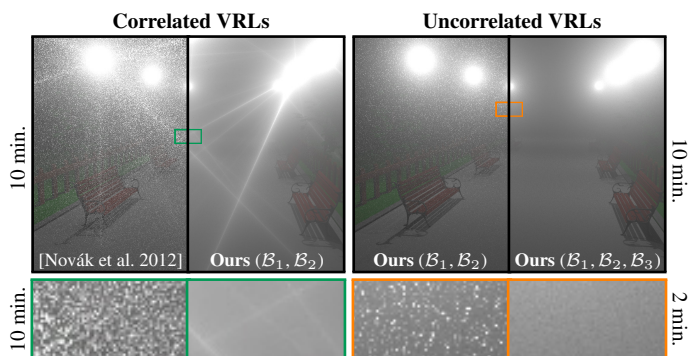 Correlated VRLs
Uncorrelated VRLs
10 min.
10 min.
[Novák et al. 2012]
Ours (ℬ₁, ℬ₂)
Ours (ℬ₁, ℬ₂)
Ours (ℬ₁, ℬ₂, ℬ₃)
10 min.
2 min.